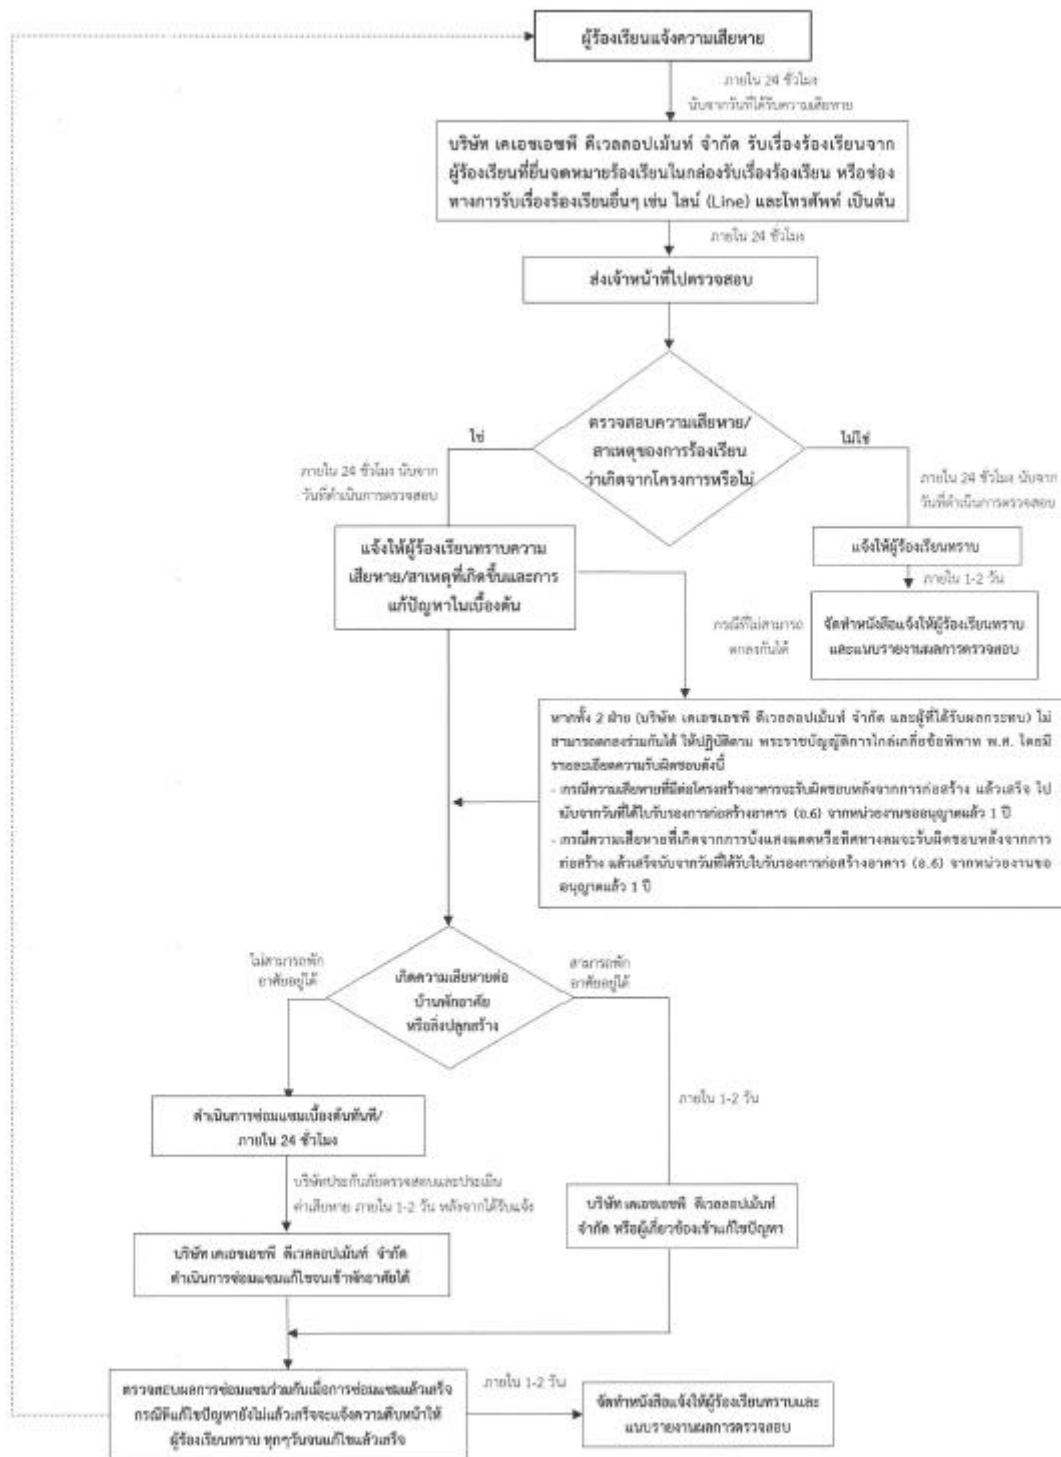 ผู้ร้องเรียนแจ้งความเสียหาย
ภายใน 24 ชั่วโมง
นับจากวันที่ได้รับความเสียหาย
บริษัท เคเอชเอชพี ดีเวลลอปเม้นท์ จำกัด รับเรื่องร้องเรียนจาก
ผู้ร้องเรียนที่ยื่นจดหมายร้องเรียนในกล่องรับเรื่องร้องเรียน หรือช่อง
ทางการรับเรื่องร้องเรียนอื่นๆ เช่น ไลน์ (Line) และโทรศัพท์ เป็นต้น
ภายใน 24 ชั่วโมง
ส่งเจ้าหน้าที่ไปตรวจสอบ
ตรวจสอบความเสียหาย/
สาเหตุของการร้องเรียน
ว่าเกิดจากโครงการหรือไม่
ใช่
ไม่ใช่
ภายใน 24 ชั่วโมง นับจาก
วันที่ดำเนินการตรวจสอบ
ภายใน 24 ชั่วโมง นับจาก
วันที่ดำเนินการตรวจสอบ
แจ้งให้ผู้ร้องเรียนทราบความ
เสียหาย/สาเหตุที่เกิดขึ้นและการ
แก้ปัญหาในเบื้องต้น
แจ้งให้ผู้ร้องเรียนทราบ
ภายใน 1-2 วัน
จัดทำหนังสือแจ้งให้ผู้ร้องเรียนทราบ
และแนบรายงานผลการตรวจสอบ
กรณีที่ไม่สามารถ
ตกลงกันได้
หากทั้ง 2 ฝ่าย (บริษัท เคเอชเอชพี ดีเวลลอปเม้นท์ จำกัด และผู้ที่ได้รับผลกระทบ) ไม่
สามารถตกลงร่วมกันได้ ให้ปฏิบัติตาม พระราชบัญญัติการไกล่เกลี่ยข้อพิพาท พ.ศ. โดยมี
รายละเอียดความรับผิดชอบดังนี้
- กรณีความเสียหายที่มีต่อโครงสร้างอาคารจะรับผิดชอบหลังจากการก่อสร้าง แล้วเสร็จ ไป
นับจากวันที่ได้ใบรับรองการก่อสร้างอาคาร (อ.6) จากหน่วยงานขออนุญาตแล้ว 1 ปี
- กรณีความเสียหายที่เกิดจากการบังแสงแดดหรือทิศทางลมจะรับผิดชอบหลังจากการ
ก่อสร้าง แล้วเสร็จนับจากวันที่ได้รับใบรับรองการก่อสร้างอาคาร (อ.6) จากหน่วยงานขอ
อนุญาตแล้ว 1 ปี
ไม่สามารถพัก
อาศัยอยู่ได้
เกิดความเสียหายต่อ
บ้านพักอาศัย
หรือสิ่งปลูกสร้าง
สามารถพัก
อาศัยอยู่ได้
ภายใน 1-2 วัน
ดำเนินการซ่อมแซมเบื้องต้นทันที/
ภายใน 24 ชั่วโมง
บริษัทประกันภัยตรวจสอบและประเมิน
ค่าเสียหาย ภายใน 1-2 วัน หลังจากได้รับแจ้ง
บริษัท เคเอชเอชพี ดีเวลลอปเม้นท์
จำกัด หรือผู้เกี่ยวข้องเข้าแก้ไขปัญหา
บริษัท เคเอชเอชพี ดีเวลลอปเม้นท์ จำกัด
ดำเนินการซ่อมแซมแก้ไขจนเข้าพักอาศัยได้
ตรวจสอบผลการซ่อมแซมร่วมกันเมื่อการซ่อมแซมแล้วเสร็จ
กรณีที่แก้ไขปัญหายังไม่แล้วเสร็จจะแจ้งความคืบหน้าให้
ผู้ร้องเรียนทราบ ทุกๆวันจนแก้ไขแล้วเสร็จ
ภายใน 1-2 วัน
จัดทำหนังสือแจ้งให้ผู้ร้องเรียนทราบและ
แนบรายงานผลการตรวจสอบ